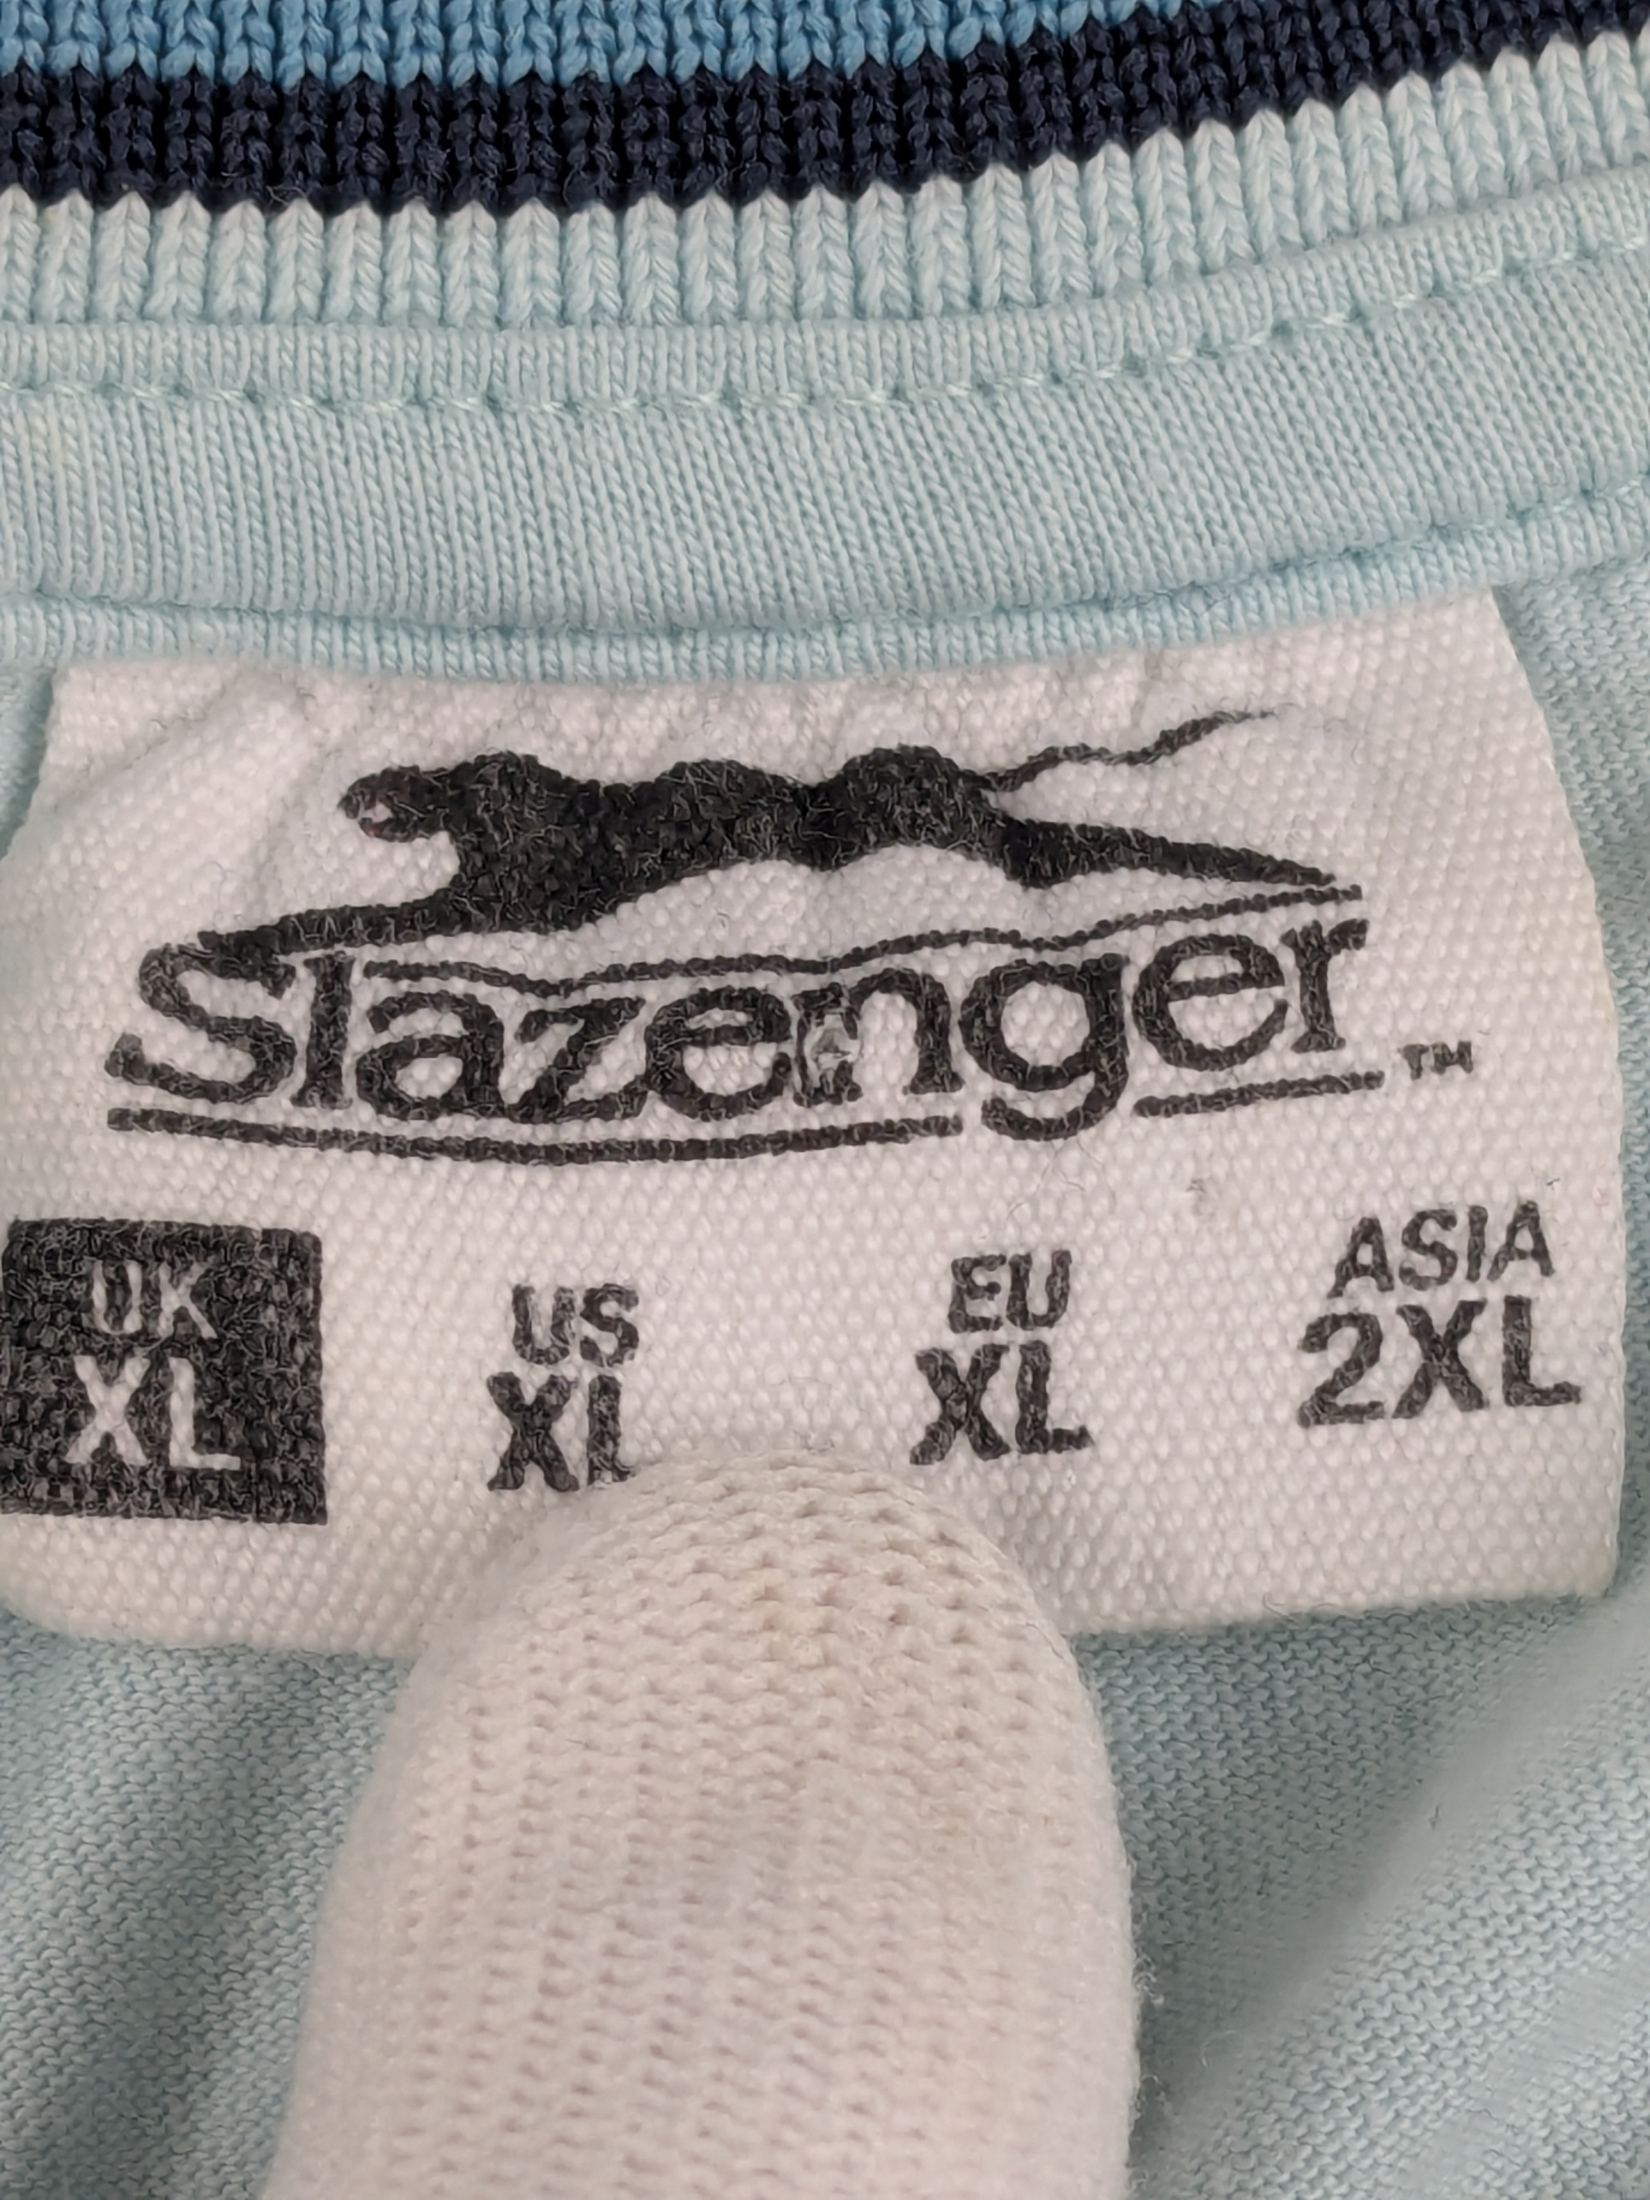 Slazenger™
UK US EU ASIA
XL XL XL 2XL